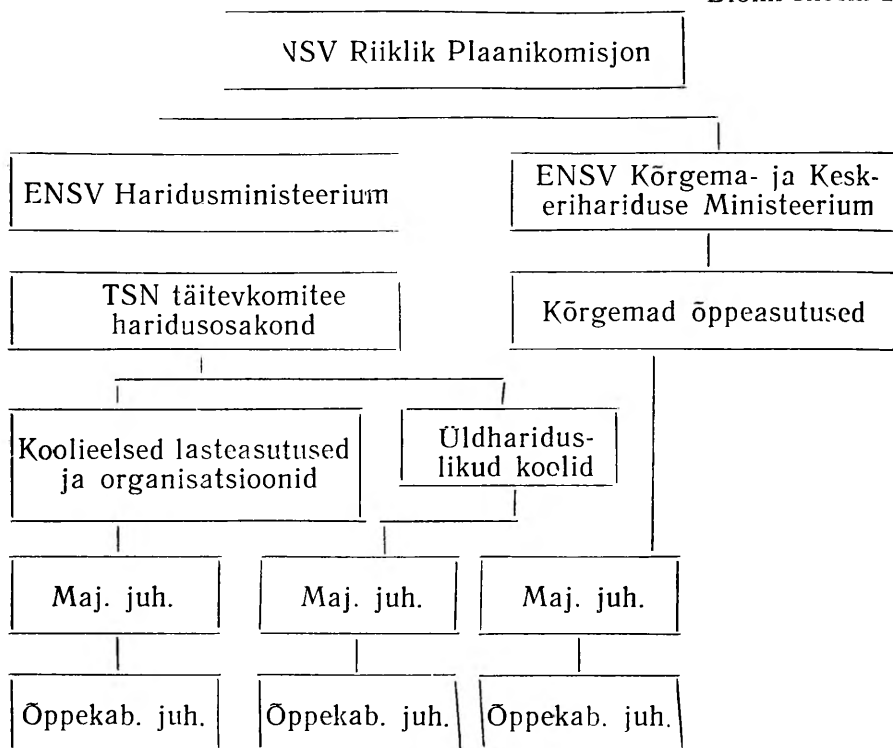 NSV Riiklik Plaanikomisjon
ENSV Haridusministeerium
ENSV Kõrgema- ja Kesk-
erihariduse Ministeerium
TSN täitevkomitee
haridusosakond
Kõrgemad õppeasutused
Koolieelsed lasteasutused
ja organisatsioonid
Üldharidus-
likud koolid
Maj. juh.
Maj. juh.
Maj. juh.
Õppekab. juh.
Õppekab. juh.
Õppekab. juh.